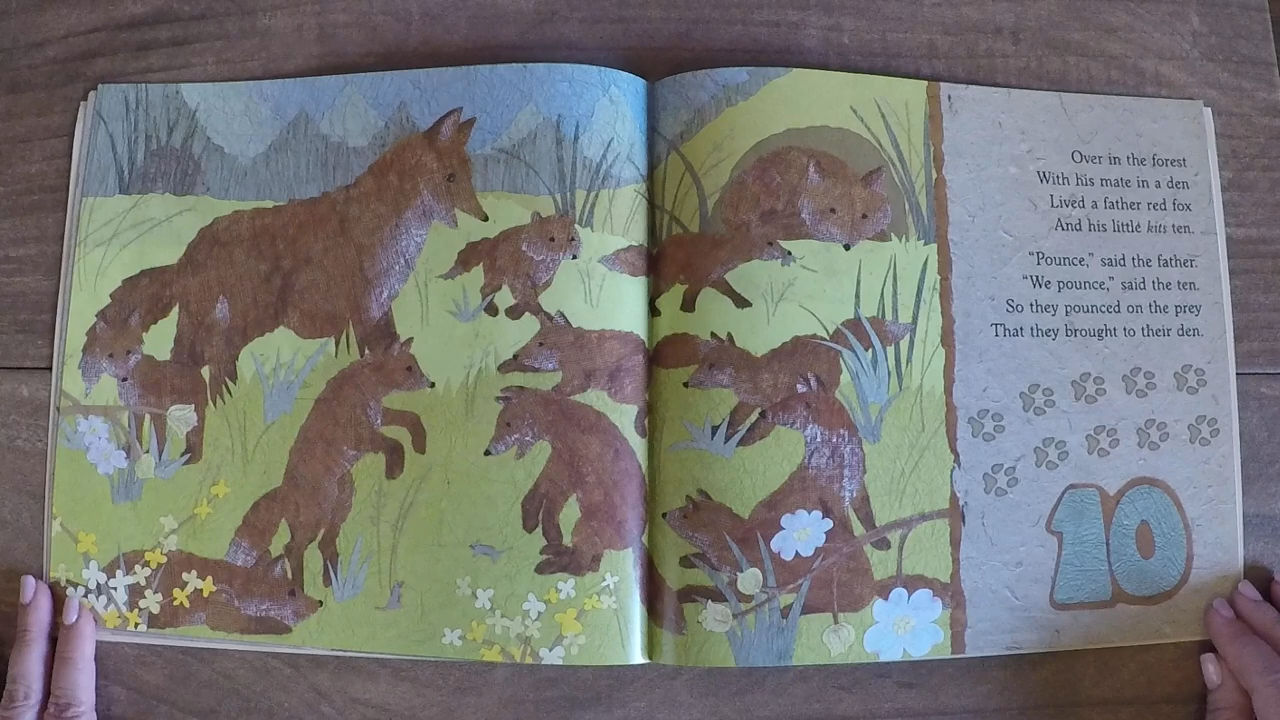 Over in the forest
With his mate in a den
Lived a father red fox
And his little kits ten.
“Pounce,” said the father.
“We pounce,” said the ten.
So they pounced on the prey
That they brought to their den.
10